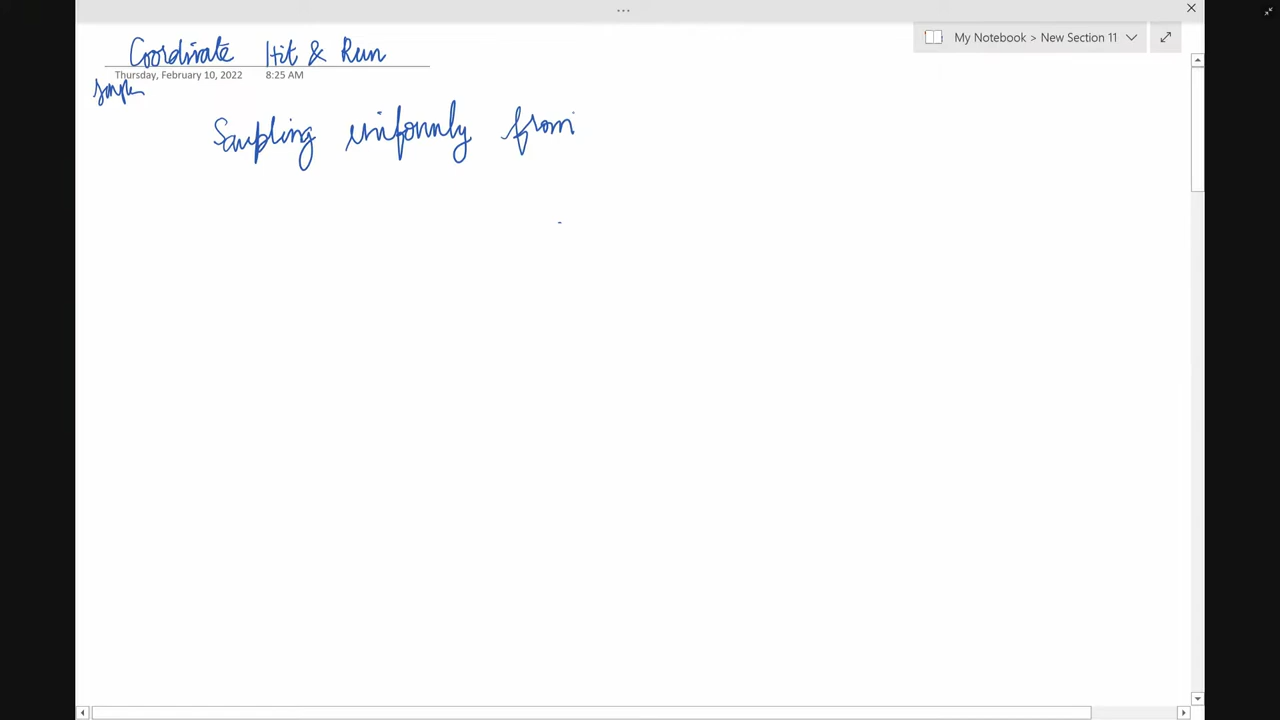 My Notebook > New Section 11
Coordinate Hit & Run
Thursday, February 10, 2022 8:25 AM
Sampling uniformly from